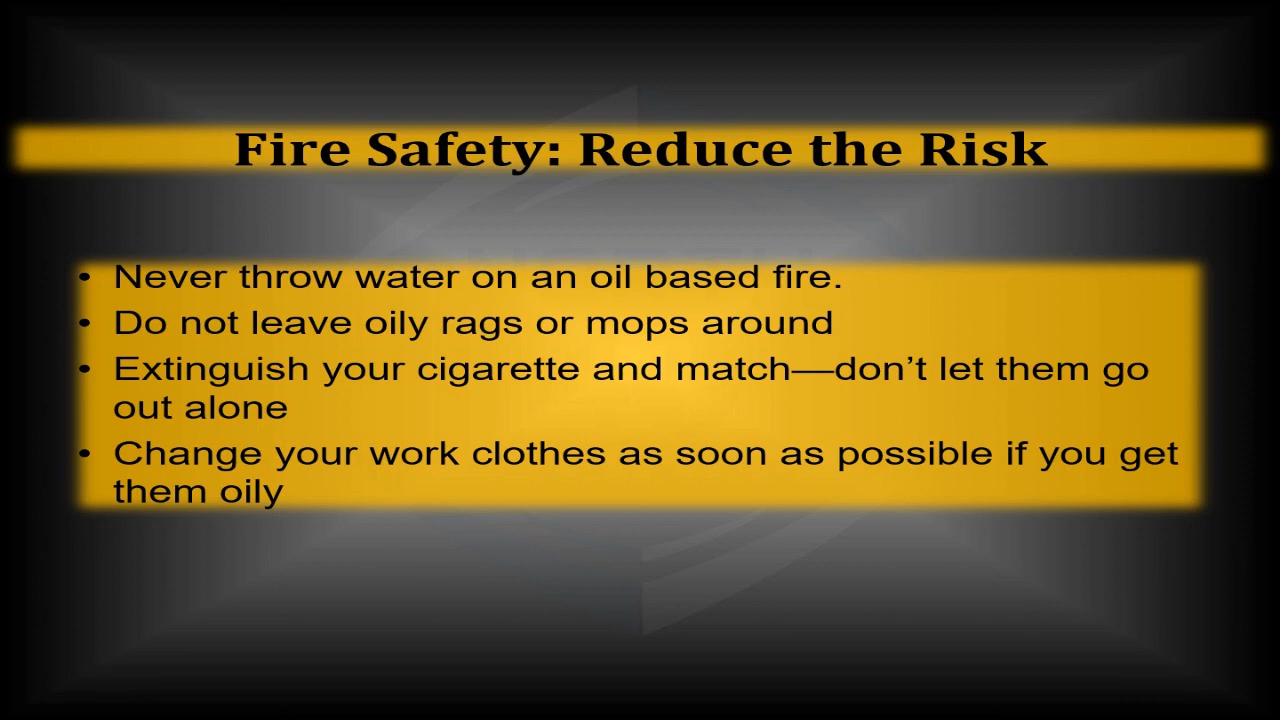 Fire Safety: Reduce the Risk
• Never throw water on an oil based fire.
• Do not leave oily rags or mops around
• Extinguish your cigarette and match—don’t let them go
out alone
• Change your work clothes as soon as possible if you get
them oily